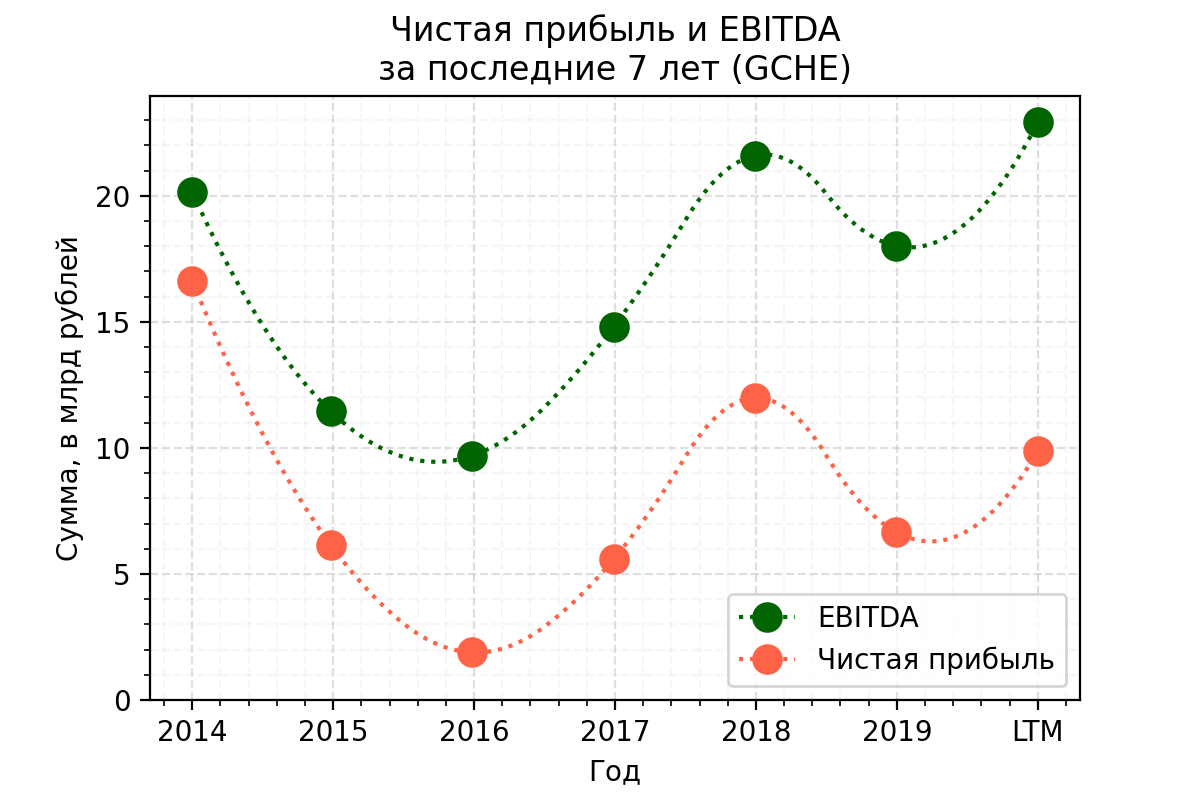 Чистая прибыль и EBITDA
за последние 7 лет (GCHE)
Сумма, в млрд рублей
20
15
10
5
0
EBITDA
Чистая прибыль
2014 2015 2016 2017 2018 2019 LTM
Год